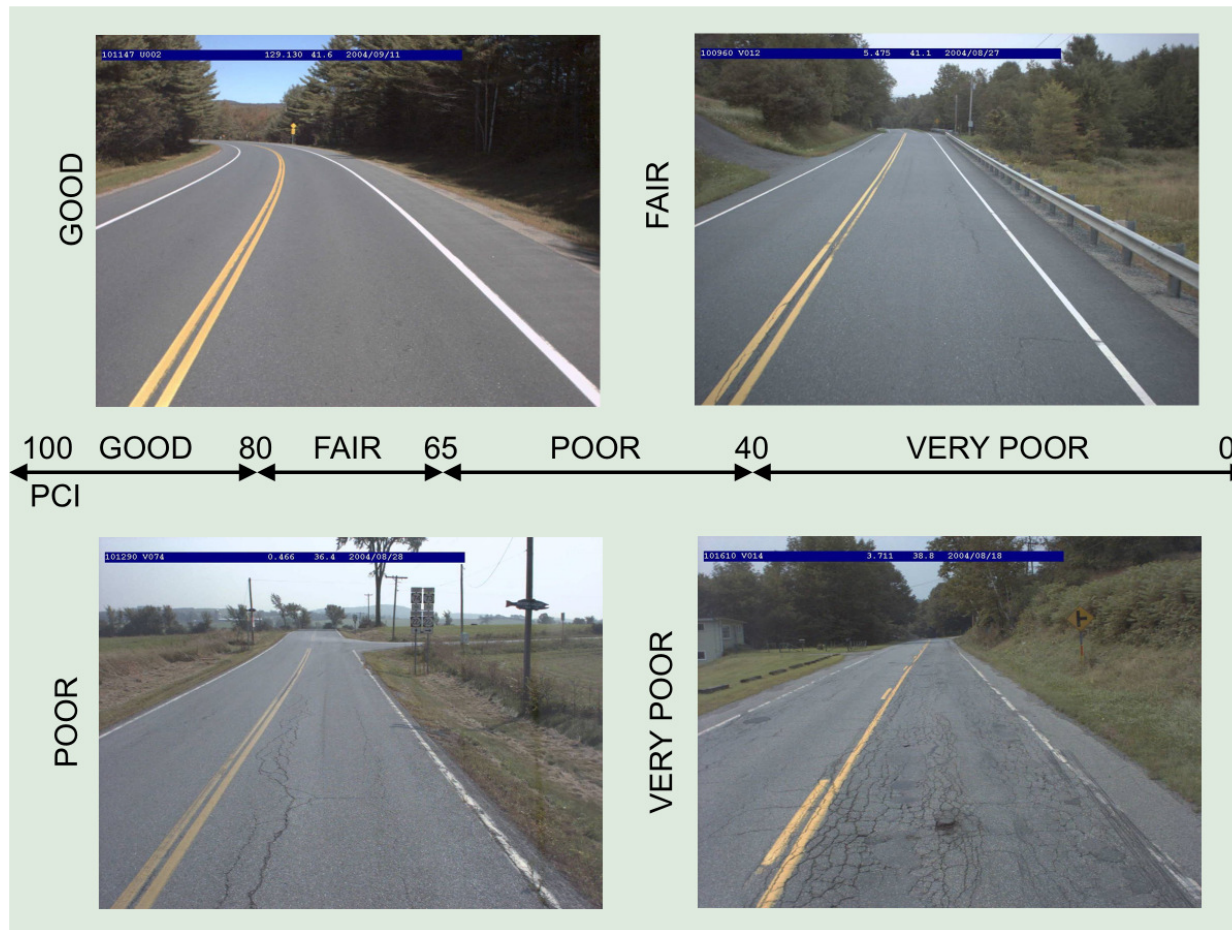 101147 U002 129.130 41.6 2004/09/11
GOOD
100960 V012 5.475 41.1 2004/08/27
FAIR
100 GOOD 80 FAIR 65 POOR 40 VERY POOR 0
PCI
101290 V074 0.466 36.4 2004/08/28
POOR
101610 V014 3.711 38.8 2004/08/18
VERY POOR